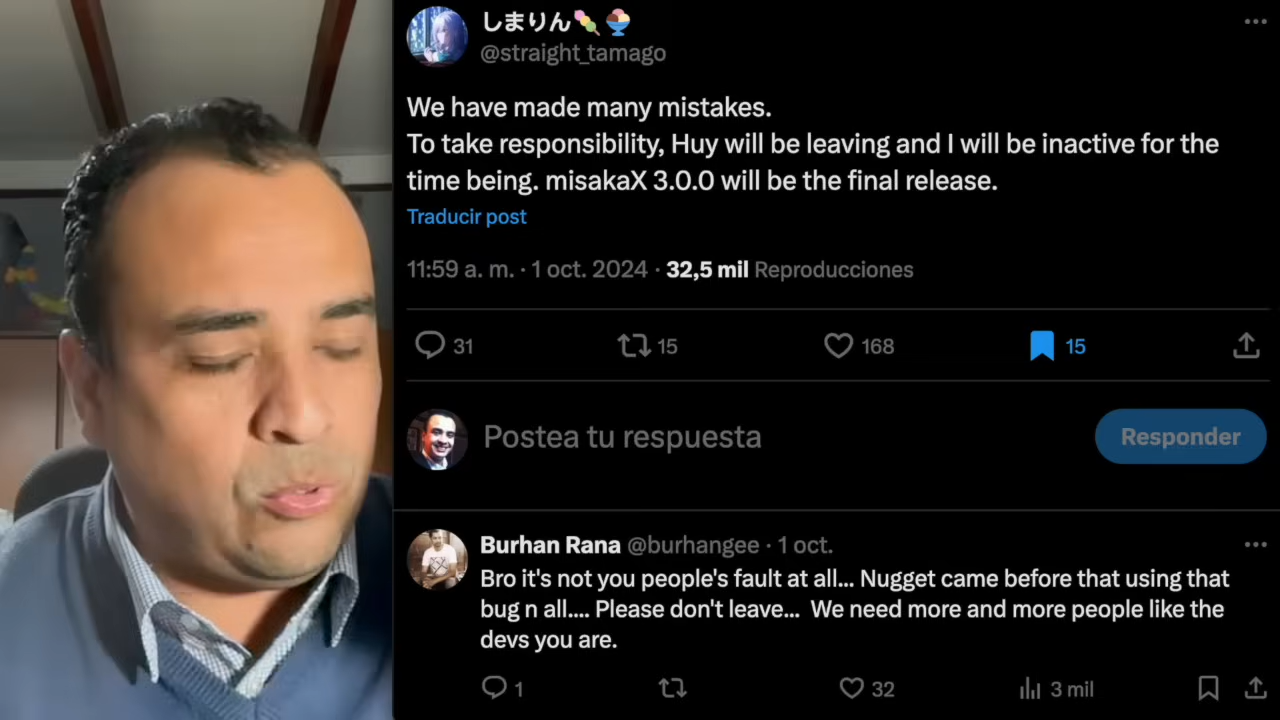 しまりん🍡🍨
@straight_tamago
We have made many mistakes.
To take responsibility, Huy will be leaving and I will be inactive for the
time being. misakaX 3.0.0 will be the final release.
Traducir post
11:59 a. m. · 1 oct. 2024 · 32,5 mil Reproducciones
31 15 168 15
Postea tu respuesta
Responder
Burhan Rana @burhangee · 1 oct.
Bro it's not you people's fault at all... Nugget came before that using that
bug n all.... Please don't leave... We need more and more people like the
devs you are.
1 32 3 mil